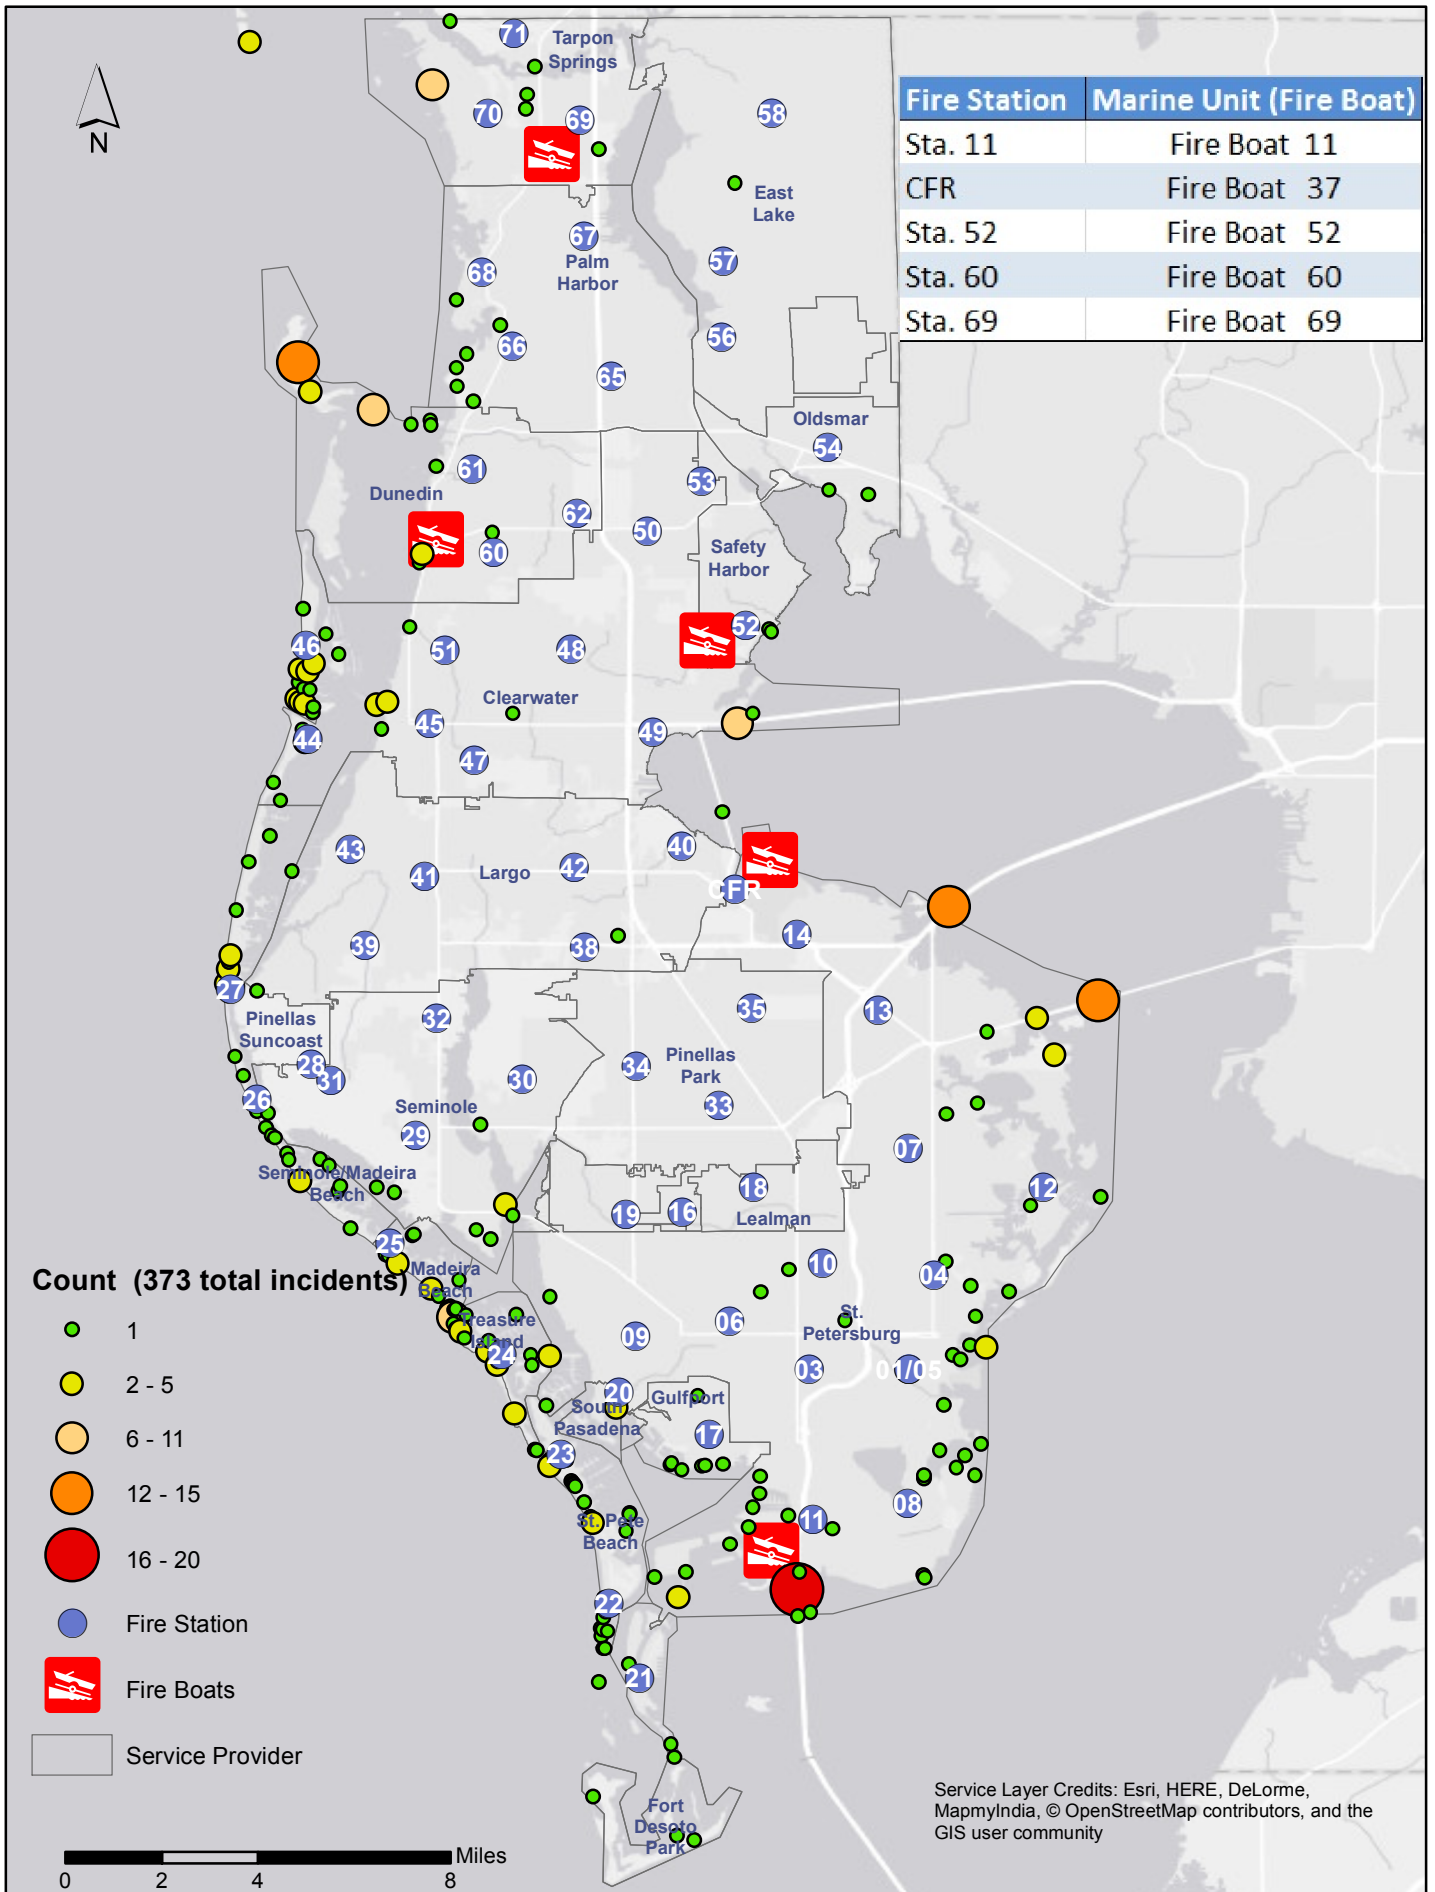 71
Tarpon
Springs
N
70
69
58
Fire Station Marine Unit (Fire Boat)
Sta. 11 Fire Boat 11
CFR Fire Boat 37
Sta. 52 Fire Boat 52
Sta. 60 Fire Boat 60
Sta. 69 Fire Boat 69
East
Lake
67
Palm
Harbor
57
68
56
66
65
Oldsmar
54
61
53
Dunedin
62
50
60
Safety
Harbor
52
46
51
48
Clearwater
45
44
49
47
43
40
41
Largo
42
CFR
14
39
38
27
Pinellas
Suncoast
32
35
13
28
31
30
34
Pinellas
Park
26
33
Seminole
29
07
Seminole/Madeira
Beach
18
12
19
16
Lealman
25
10
04
Madeira
Beach
Treasure
Island
24
09
06
St.
Petersburg
03
01/05
20
South
Pasadena
Gulfport
17
23
08
St. Pete
Beach
11
22
21
Fort
Desoto
Park
Count (373 total incidents)
1
2 - 5
6 - 11
12 - 15
16 - 20
Fire Station
Fire Boats
Service Provider
Miles
0 2 4 8
Service Layer Credits: Esri, HERE, DeLorme,
MapmyIndia, © OpenStreetMap contributors, and the
GIS user community